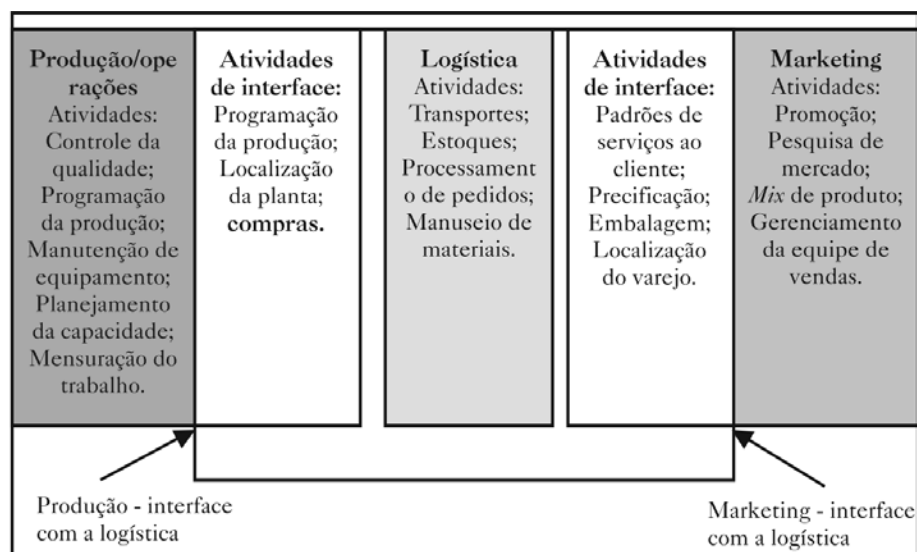 Produção/ope
rações
Atividades:
Controle da
qualidade;
Programação
da produção;
Manutenção de
equipamento;
Planejamento
da capacidade;
Mensuração do
trabalho.
Atividades
de interface:
Programação
da produção;
Localização
da planta;
compras.
Logística
Atividades:
Transportes;
Estoques;
Processament
o de pedidos;
Manuseio de
materiais.
Atividades
de interface:
Padrões de
serviços ao
cliente;
Precificação;
Embalagem;
Localização
do varejo.
Marketing
Atividades:
Promoção;
Pesquisa de
mercado;
Mix de produto;
Gerenciamento
da equipe de
vendas.
Produção - interface
com a logística
Marketing - interface
com a logística